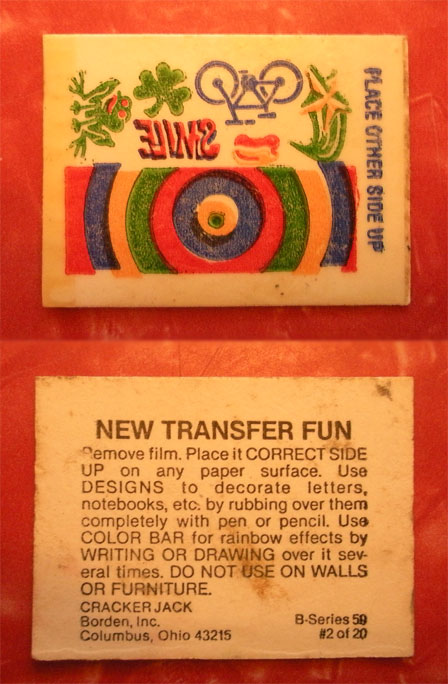 SMILE
PLACE OTHER SIDE UP
NEW TRANSFER FUN
Remove film. Place it CORRECT SIDE
UP on any paper surface. Use
DESIGNS to decorate letters,
notebooks, etc. by rubbing over them
completely with pen or pencil. Use
COLOR BAR for rainbow effects by
WRITING OR DRAWING over it sev-
eral times. DO NOT USE ON WALLS
OR FURNITURE.
CRACKER JACK
Borden, Inc. B-Series 59
Columbus, Ohio 43215 #2 of 20